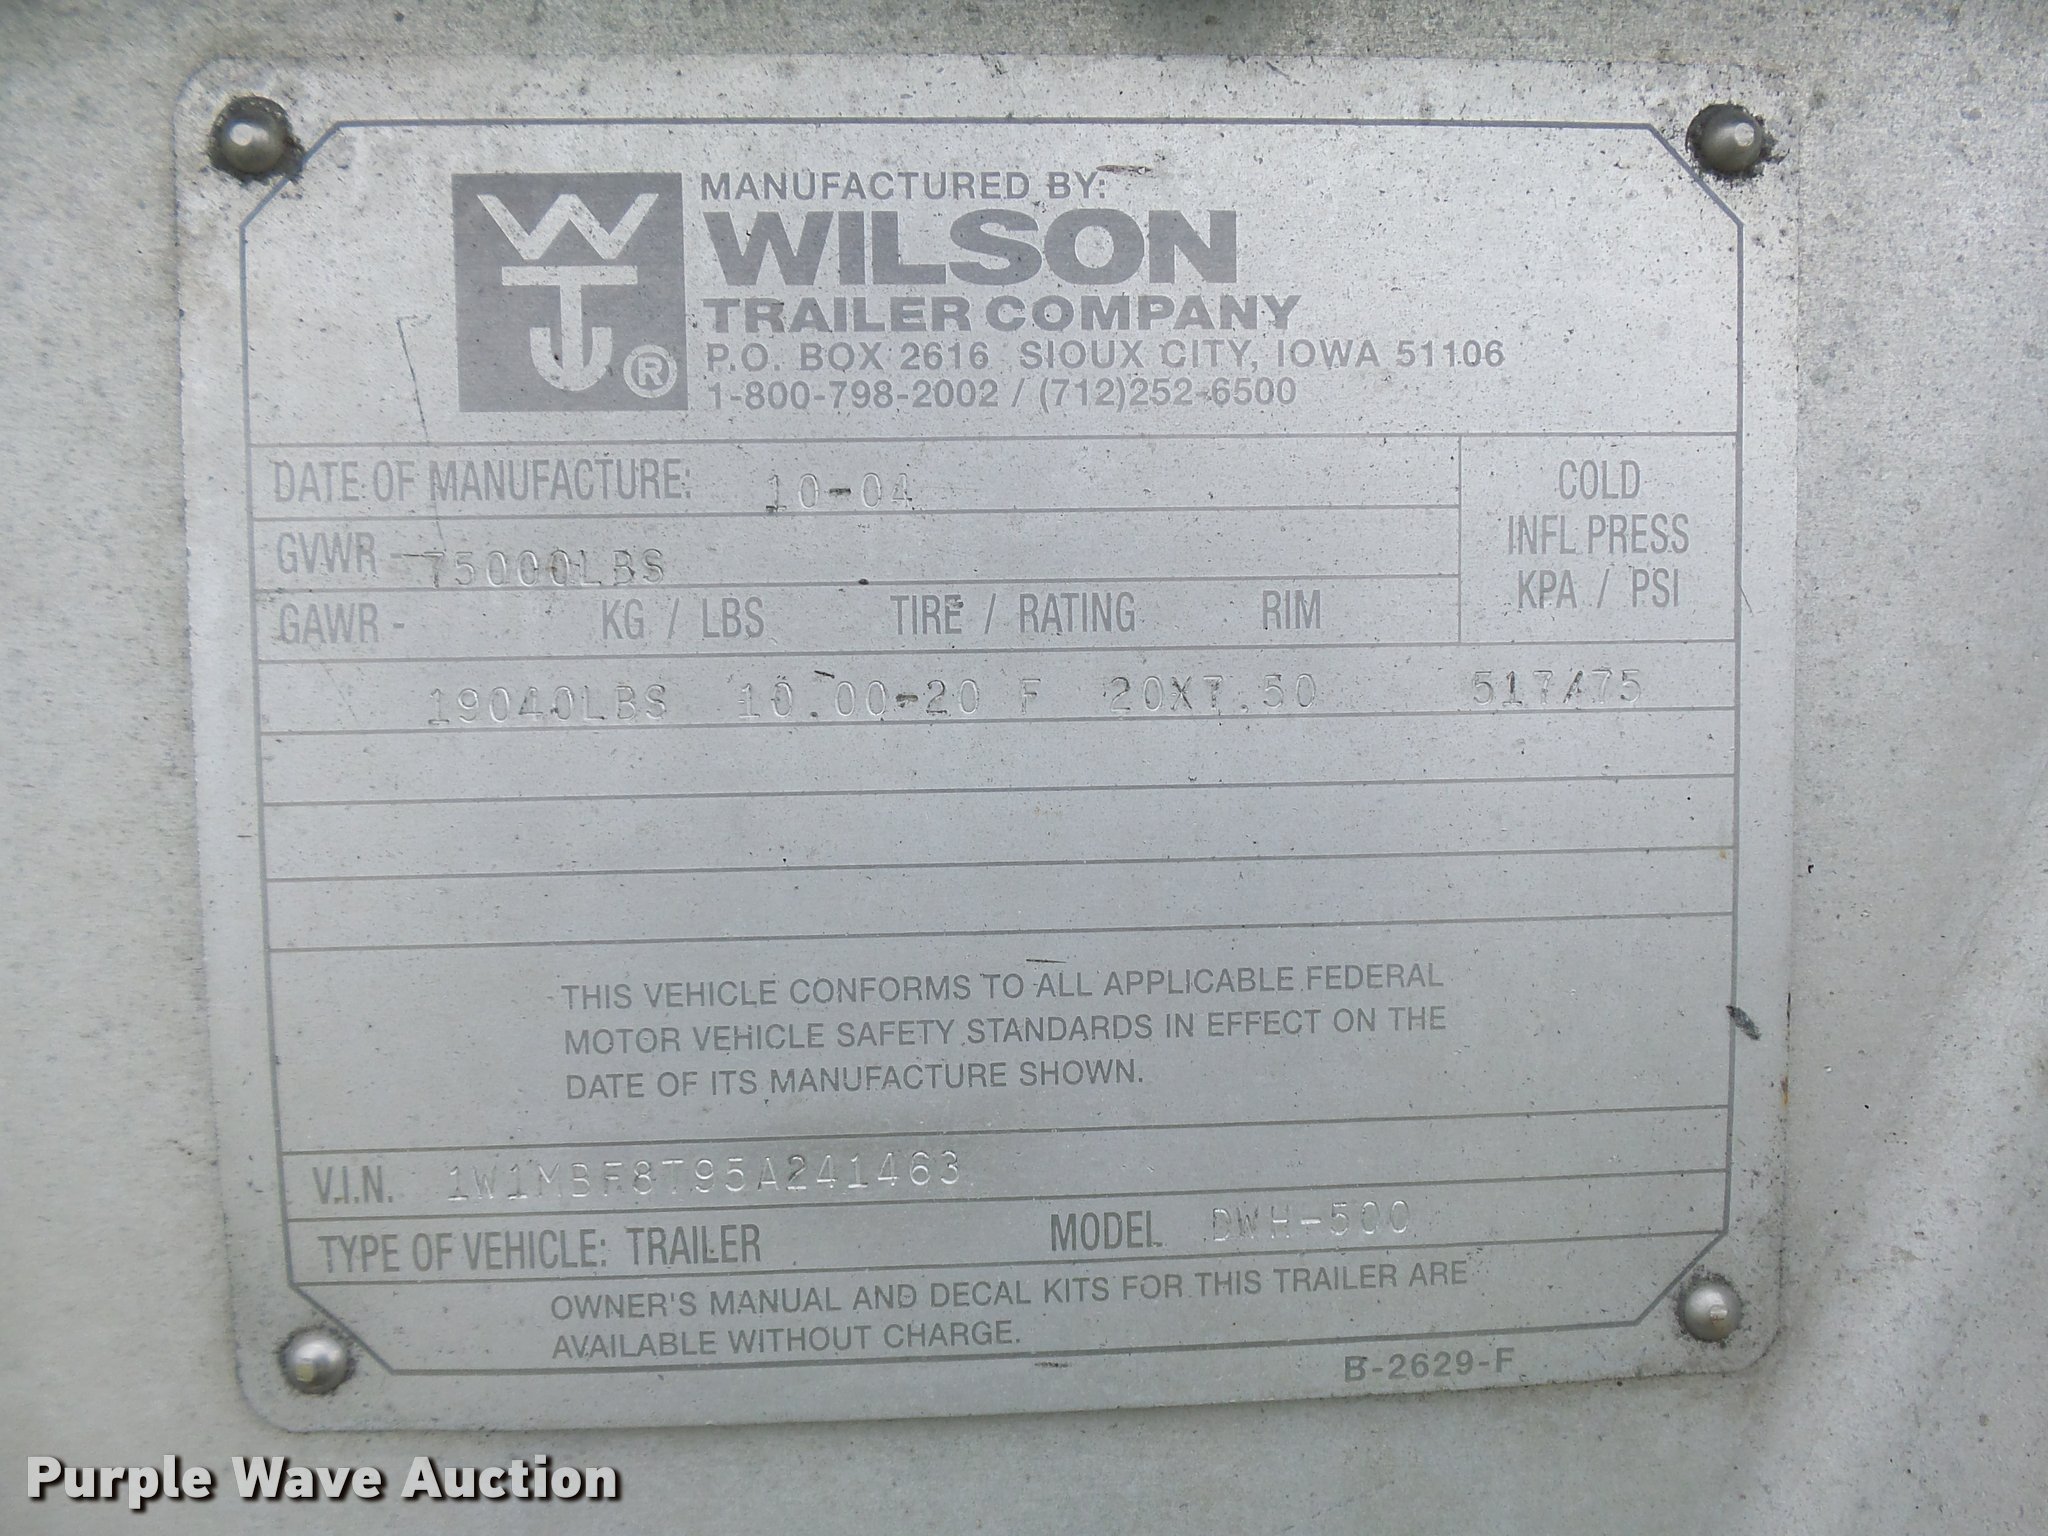 WT
®
MANUFACTURED BY:
WILSON
TRAILER COMPANY
P.O. BOX 2616 SIOUX CITY, IOWA 51106
1-800-798-2002 / (712)252-6500
DATE OF MANUFACTURE: 10-04
GVWR - 75000LBS
COLD
INFL PRESS
KPA / PSI
GAWR - KG / LBS TIRE / RATING RIM
19040LBS 10.00-20 F 20X7.50 517/75
THIS VEHICLE CONFORMS TO ALL APPLICABLE FEDERAL
MOTOR VEHICLE SAFETY STANDARDS IN EFFECT ON THE
DATE OF ITS MANUFACTURE SHOWN.
V.I.N. 1W1MBF8T95A241463
TYPE OF VEHICLE: TRAILER MODEL DWH-500
OWNER'S MANUAL AND DECAL KITS FOR THIS TRAILER ARE
AVAILABLE WITHOUT CHARGE.
B-2629-F
Purple Wave Auction